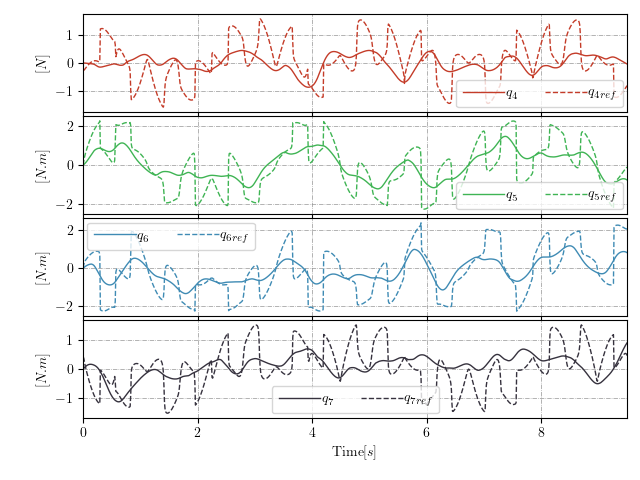 1
0
−1
[N]
q4
q4ref
2
0
−2
[N.m]
q5
q5ref
2
0
−2
[N.m]
q6
q6ref
1
0
−1
[N.m]
q7
q7ref
0 2 4 6 8
Time[s]